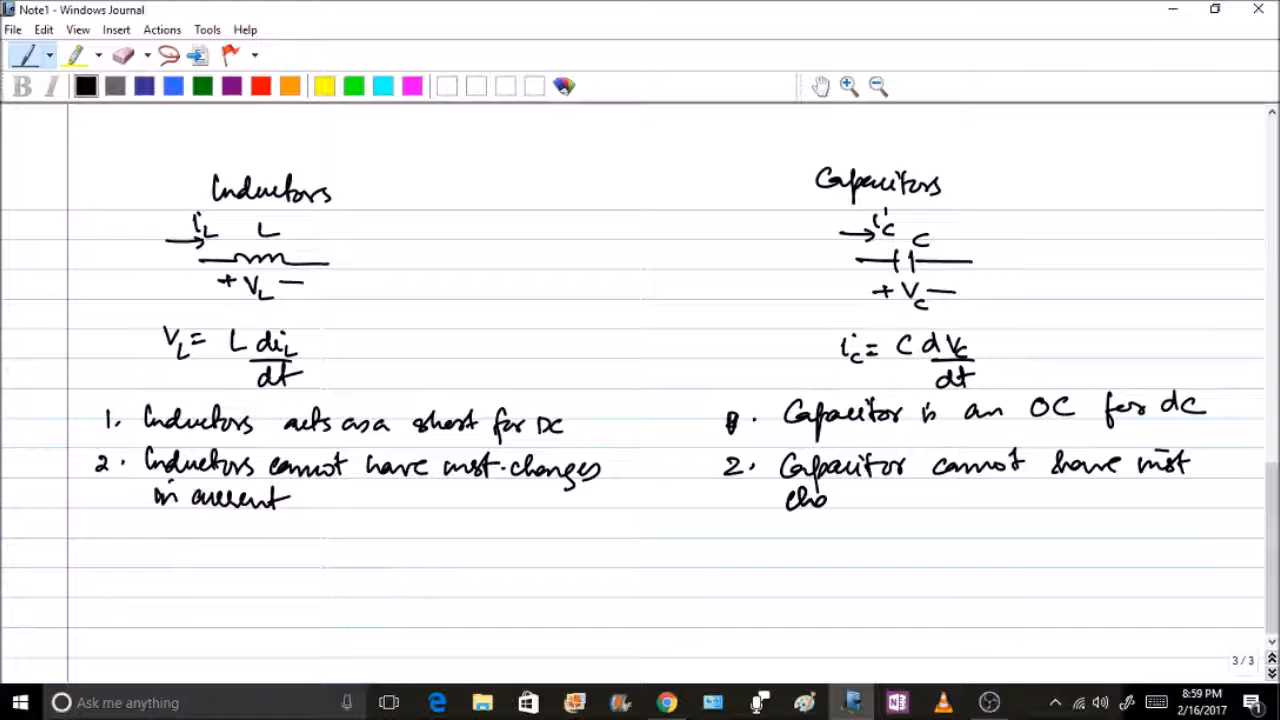 Note1 - Windows Journal
File Edit View Insert Actions Tools Help
B I
Inductors
iL L
+ VL —
VL = L diL
dt
1. Inductors acts as a short for DC
2. Inductors cannot have inst. changes
in current
Capacitors
ic C
+ Vc —
ic = C dVc
dt
. Capacitor is an OC for dC
2. Capacitor cannot have inst
cha
3 / 3
Ask me anything
8:59 PM
2/16/2017